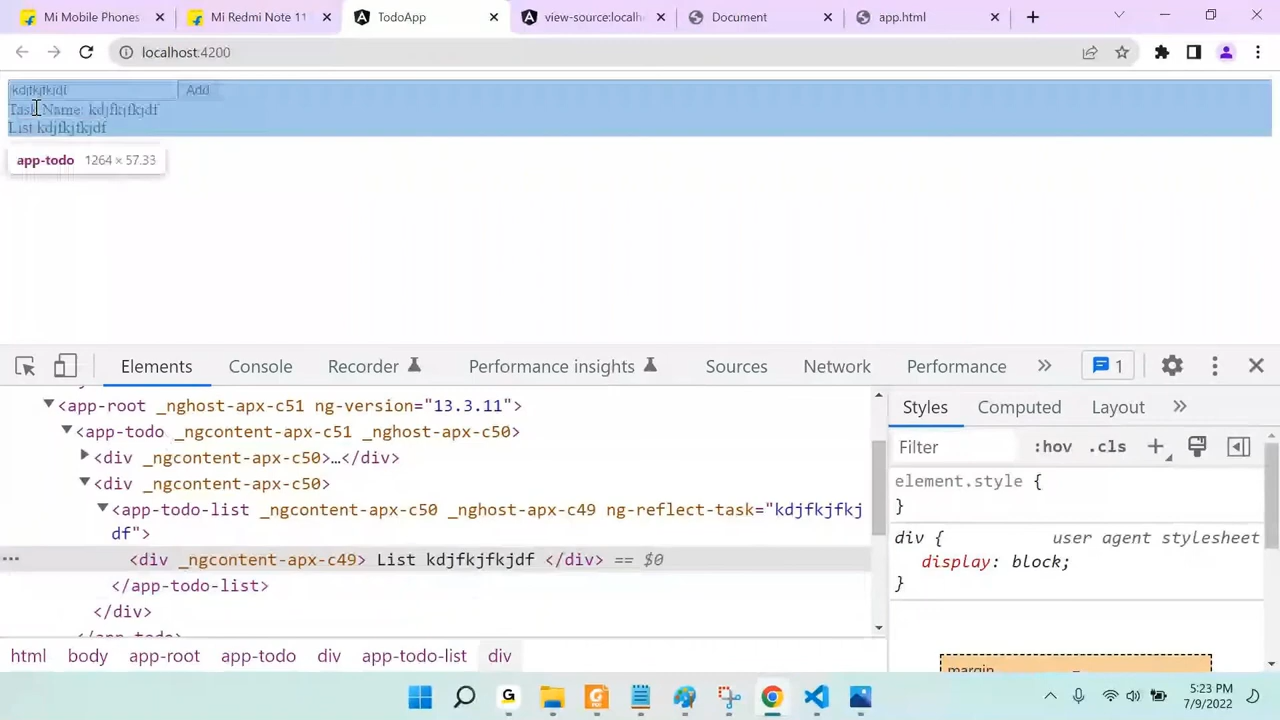 Mi Mobile Phones
Mi Redmi Note 11
TodoApp
view-source:localh
Document
app.html
localhost:4200
kdjfkjfkjdf
Add
Task Name: kdjfkjfkjdf
List kdjfkjfkjdf
app-todo 1264 × 57.33
Elements
Console
Recorder
Performance insights
Sources
Network
Performance
1
<app-root _nghost-apx-c51 ng-version="13.3.11">
<app-todo _ngcontent-apx-c51 _nghost-apx-c50>
<div _ngcontent-apx-c50>…</div>
<div _ngcontent-apx-c50>
<app-todo-list _ngcontent-apx-c50 _nghost-apx-c49 ng-reflect-task="kdjfkjfkj
df">
<div _ngcontent-apx-c49> List kdjfkjfkjdf </div> == $0
</app-todo-list>
</div>
</app-todo>
html
body
app-root
app-todo
div
app-todo-list
div
Styles
Computed
Layout
Filter
:hov
.cls
element.style {
}
div {
user agent stylesheet
display: block;
}
margin
5:23 PM
7/9/2022